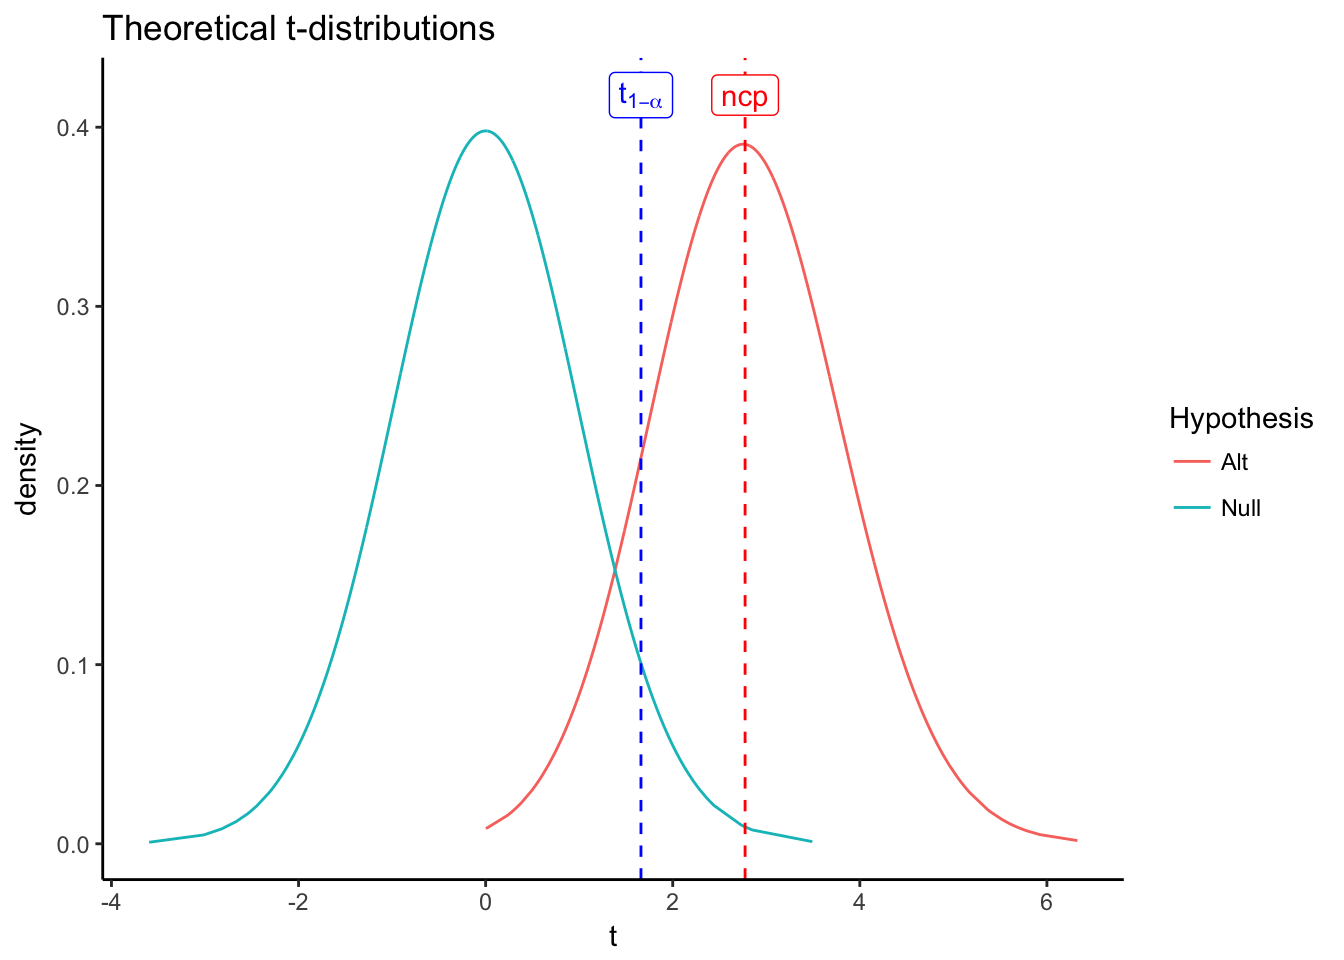 Theoretical t-distributions
t₁₋α
ncp
0.4
0.3
0.2
0.1
0.0
density
-4 -2 0 2 4 6
t
Hypothesis
Alt
Null